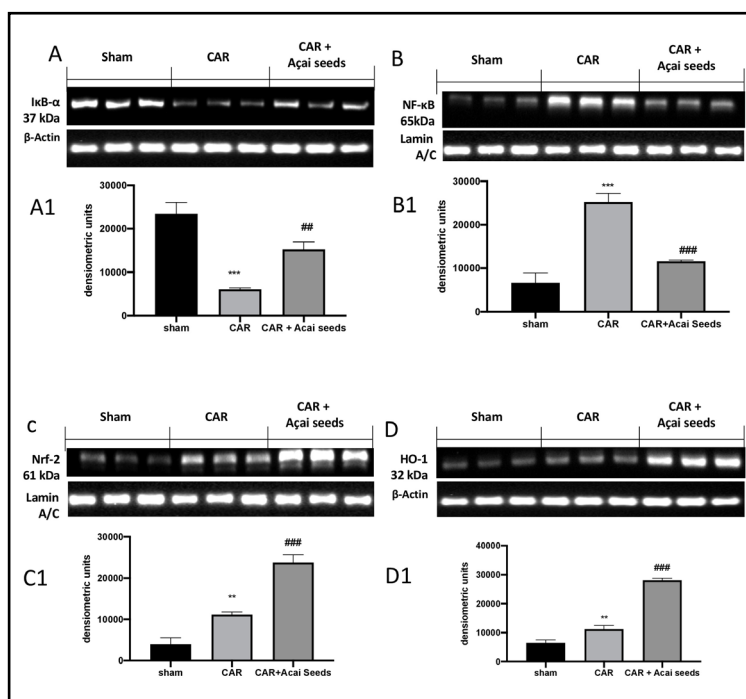 A
Sham
CAR
CAR +
Açai seeds
IκB-α
37 kDa
β-Actin
B
Sham
CAR
CAR +
Açai seeds
NF-κB
65kDa
Lamin
A/C
A1
densiometric units
30000
20000
10000
0
***
##
sham
CAR
CAR + Acai seeds
B1
densiometric units
30000
20000
10000
0
***
###
sham
CAR
CAR+Acai Seeds
C
Sham
CAR
CAR +
Açai seeds
Nrf-2
61 kDa
Lamin
A/C
D
Sham
CAR
CAR +
Açai seeds
HO-1
32 kDa
β-Actin
C1
densiometric units
30000
20000
10000
0
**
###
sham
CAR
CAR+Acai Seeds
D1
densiometric units
40000
30000
20000
10000
0
**
###
sham
CAR
CAR + Acai Seeds